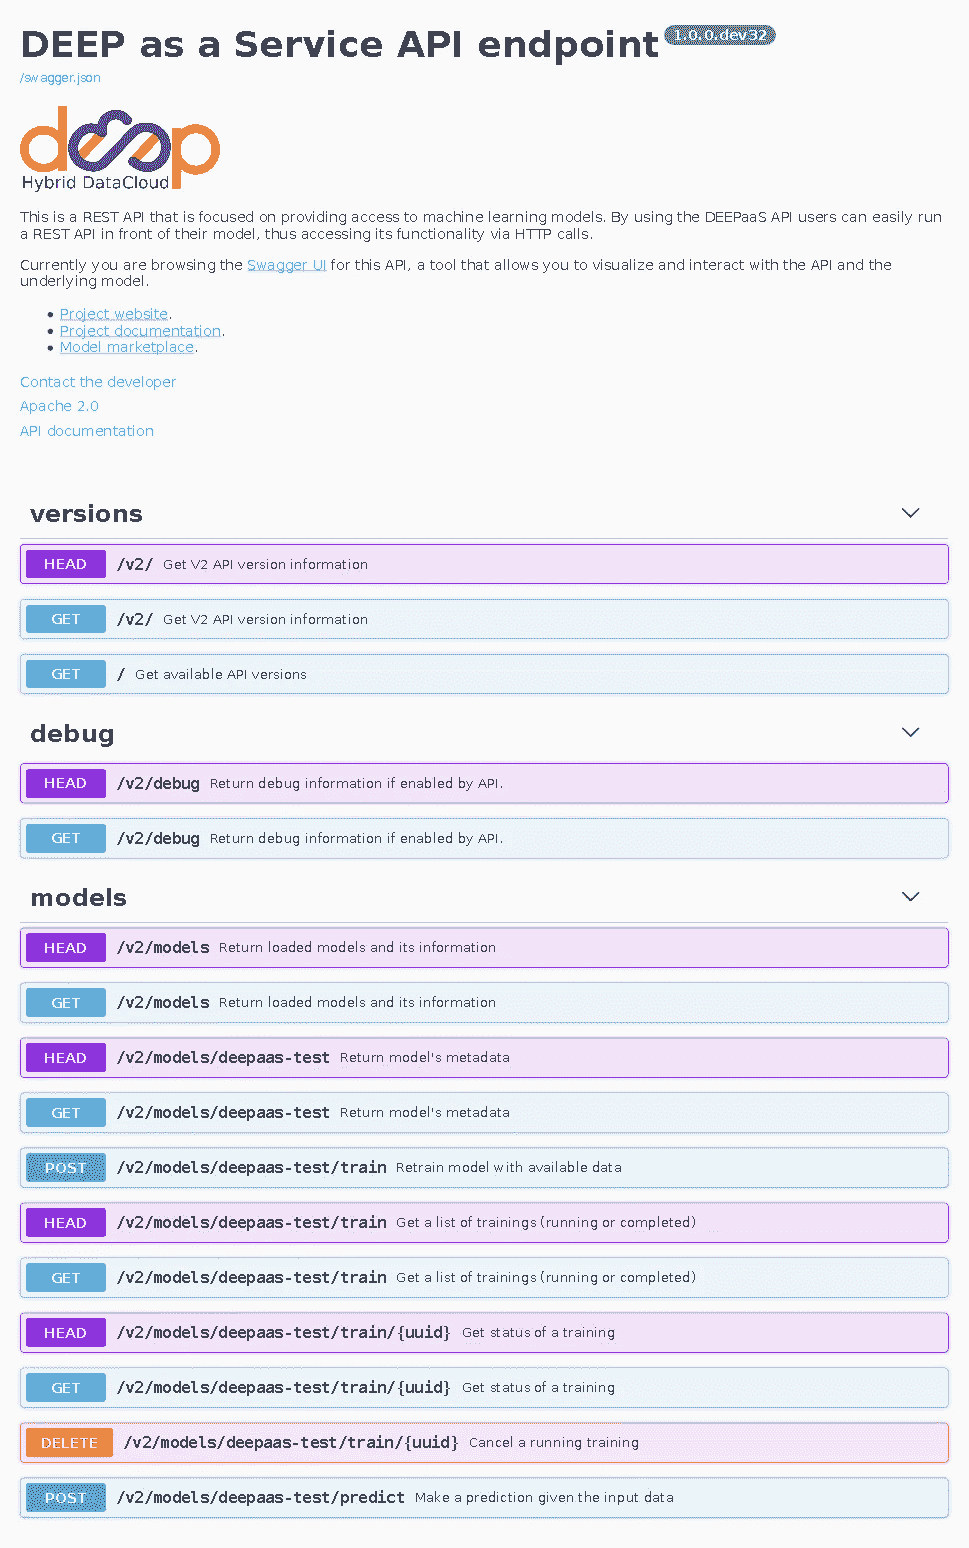 DEEP as a Service API endpoint 1.0.0.dev32
/swagger.json
deep
Hybrid DataCloud
This is a REST API that is focused on providing access to machine learning models. By using the DEEPaaS API users can easily run
a REST API in front of their model, thus accessing its functionality via HTTP calls.
Currently you are browsing the Swagger UI for this API, a tool that allows you to visualize and interact with the API and the
underlying model.
• Project website.
• Project documentation.
• Model marketplace.
Contact the developer
Apache 2.0
API documentation
versions
HEAD /v2/ Get V2 API version information
GET /v2/ Get V2 API version information
GET / Get available API versions
debug
HEAD /v2/debug Return debug information if enabled by API.
GET /v2/debug Return debug information if enabled by API.
models
HEAD /v2/models Return loaded models and its information
GET /v2/models Return loaded models and its information
HEAD /v2/models/deepaas-test Return model's metadata
GET /v2/models/deepaas-test Return model's metadata
POST /v2/models/deepaas-test/train Retrain model with available data
HEAD /v2/models/deepaas-test/train Get a list of trainings (running or completed)
GET /v2/models/deepaas-test/train Get a list of trainings (running or completed)
HEAD /v2/models/deepaas-test/train/{uuid} Get status of a training
GET /v2/models/deepaas-test/train/{uuid} Get status of a training
DELETE /v2/models/deepaas-test/train/{uuid} Cancel a running training
POST /v2/models/deepaas-test/predict Make a prediction given the input data